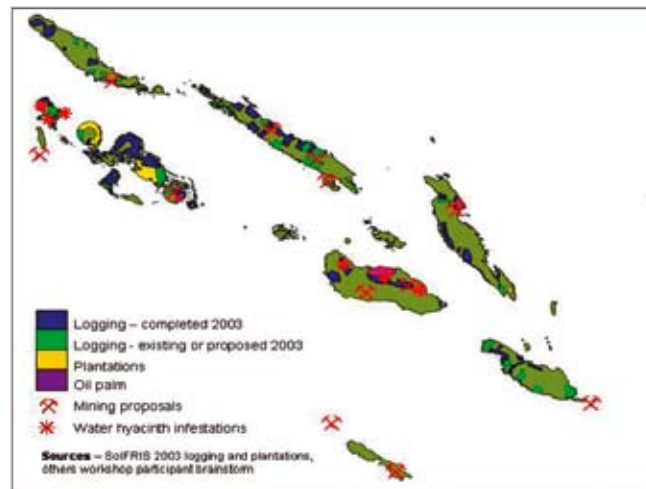 Logging – completed 2003
Logging - existing or proposed 2003
Plantations
Oil palm
Mining proposals
Water hyacinth infestations
Sources – SolFRIS 2003 logging and plantations,
others workshop participant brainstorm